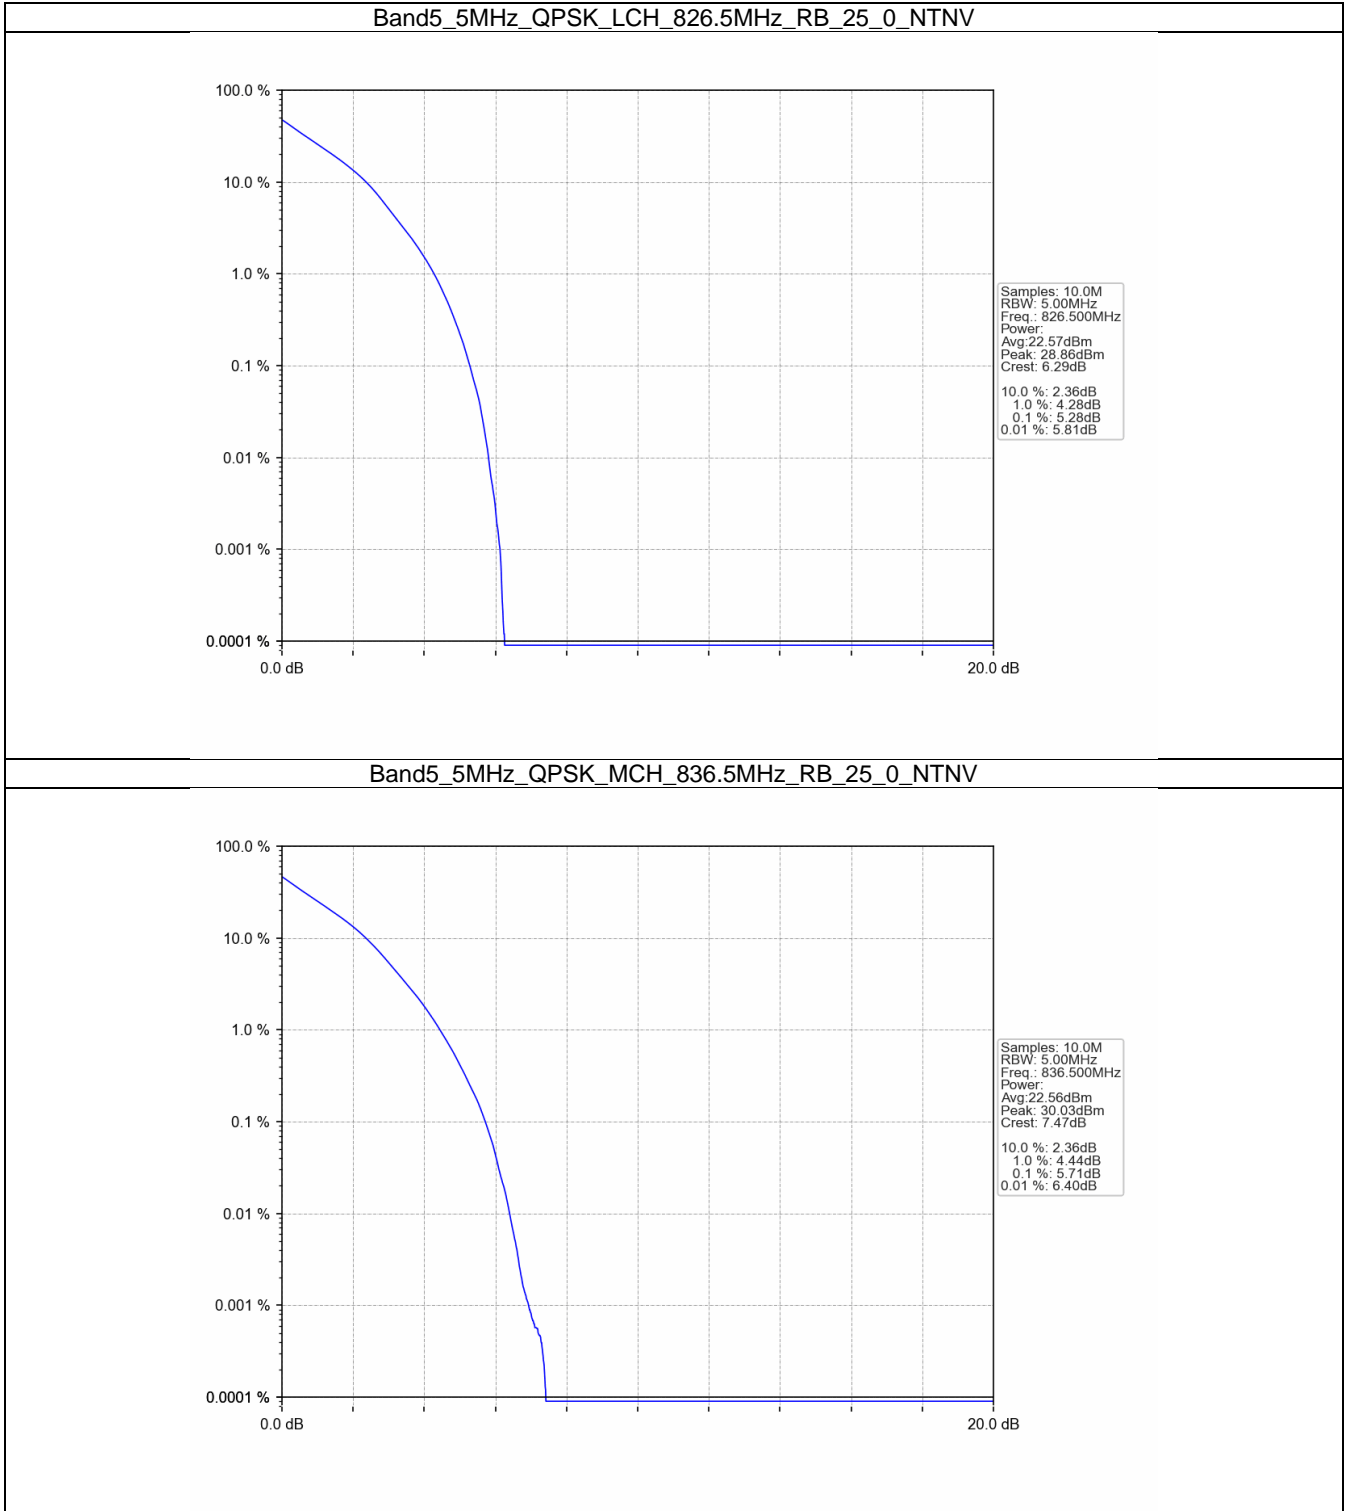 Band5_5MHz_QPSK_LCH_826.5MHz_RB_25_0_NTNV
100.0 %
10.0 %
1.0 %
0.1 %
0.01 %
0.001 %
0.0001 %
0.0 dB
20.0 dB
Samples: 10.0M
RBW: 5.00MHz
Freq.: 826.500MHz
Power:
Avg:22.57dBm
Peak: 28.86dBm
Crest: 6.29dB
10.0 %: 2.36dB
1.0 %: 4.28dB
0.1 %: 5.28dB
0.01 %: 5.81dB
Band5_5MHz_QPSK_MCH_836.5MHz_RB_25_0_NTNV
100.0 %
10.0 %
1.0 %
0.1 %
0.01 %
0.001 %
0.0001 %
0.0 dB
20.0 dB
Samples: 10.0M
RBW: 5.00MHz
Freq.: 836.500MHz
Power:
Avg:22.56dBm
Peak: 30.03dBm
Crest: 7.47dB
10.0 %: 2.36dB
1.0 %: 4.44dB
0.1 %: 5.71dB
0.01 %: 6.40dB